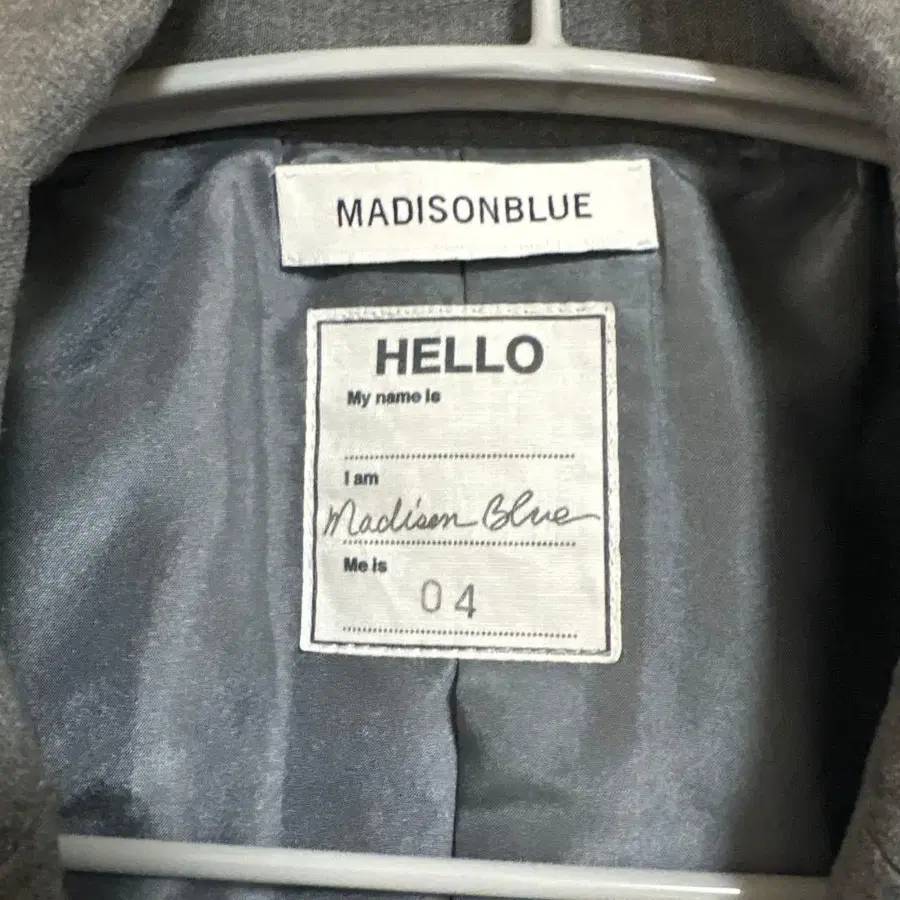 MADISONBLUE
HELLO
My name is
I am
Madison Blue
Me is
04